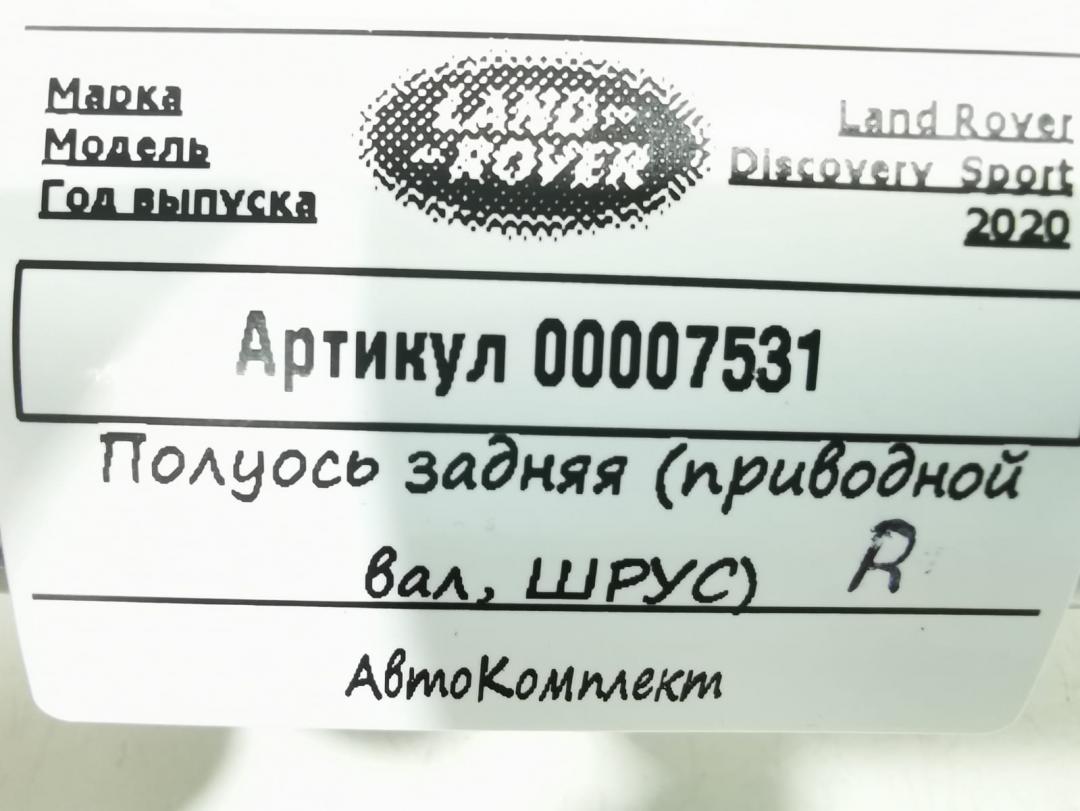 Марка
Модель
Год выпуска
LAND
ROVER
Land Rover
Discovery Sport
2020
Артикул 00007531
Полуось задняя (приводной
вал, ШРУС) R
АвтоКомплект